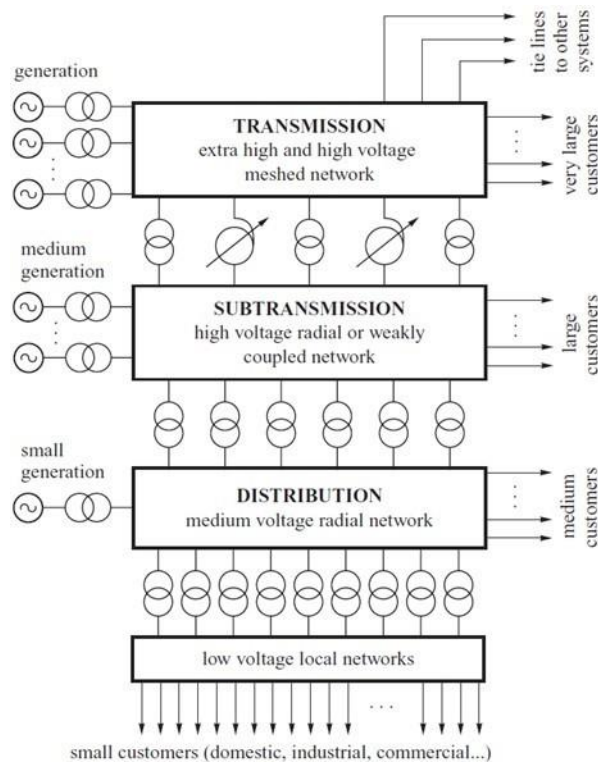 tie lines
to other
systems
generation
TRANSMISSION
extra high and high voltage
meshed network
very large
customers
medium
generation
SUBTRANSMISSION
high voltage radial or weakly
coupled network
large
customers
small
generation
DISTRIBUTION
medium voltage radial network
medium
customers
low voltage local networks
small customers (domestic, industrial, commercial...)